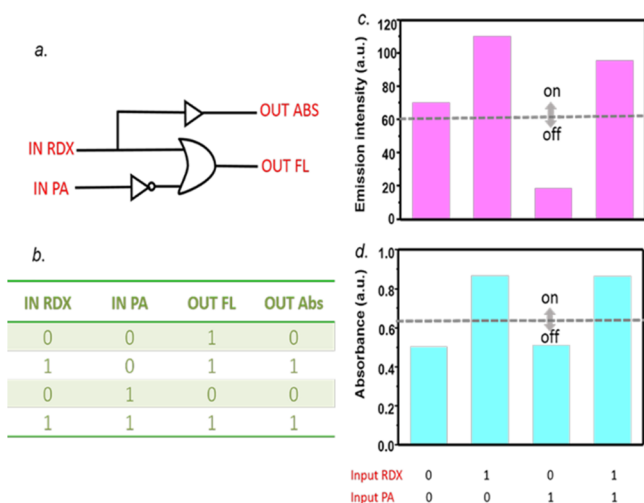 a.
OUT ABS
IN RDX
OUT FL
IN PA
b.
IN RDX IN PA OUT FL OUT Abs
0 0 1 0
1 0 1 1
0 1 0 0
1 1 1 1
c.
Emission intensity (a.u.)
120
100
80
60
40
20
0
on
off
d.
Absorbance (a.u.)
1.0
0.8
0.6
0.4
0.2
0.0
on
off
Input RDX 0 1 0 1
Input PA 0 0 1 1